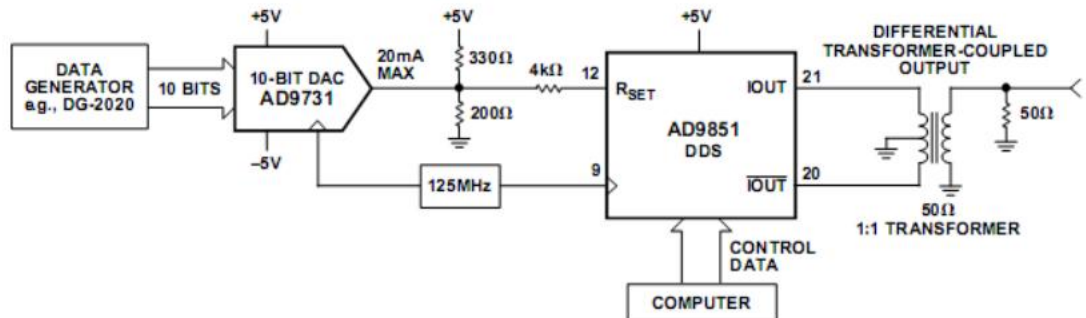 DATA
GENERATOR
e.g., DG-2020
10 BITS
+5V
10-BIT DAC
AD9731
–5V
20mA
MAX
+5V
330Ω
200Ω
4kΩ
125MHz
12
9
+5V
RSET
AD9851
DDS
IOUT
IOUT
21
20
CONTROL
DATA
COMPUTER
DIFFERENTIAL
TRANSFORMER-COUPLED
OUTPUT
50Ω
50Ω
1:1 TRANSFORMER